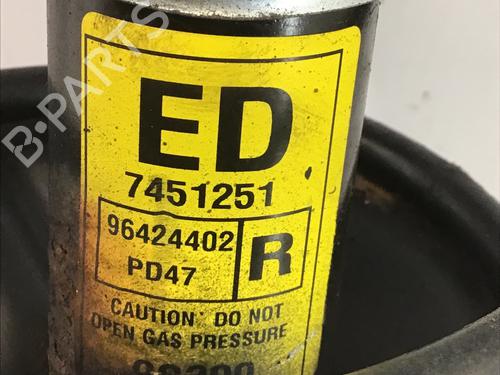 B-PARTS
ED
7451251
96424402
R
PD47
CAUTION DO NOT
OPEN GAS PRESSURE